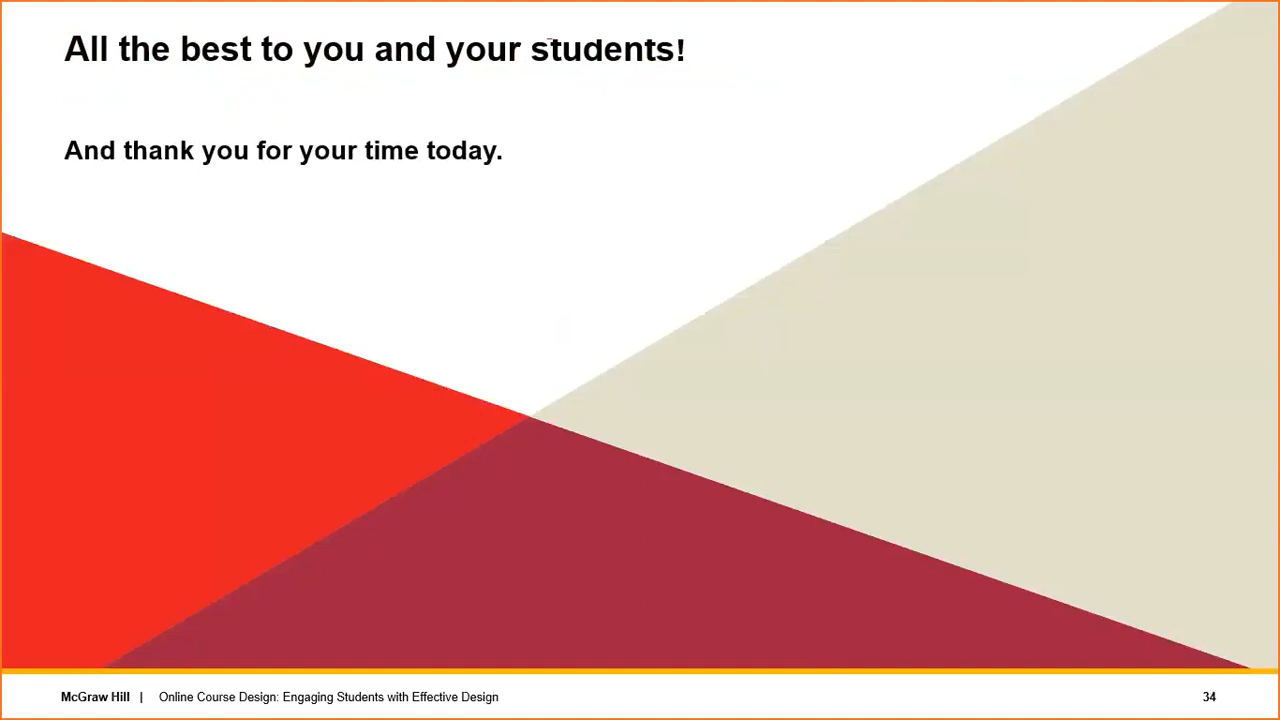 All the best to you and your students!
And thank you for your time today.
McGraw Hill | Online Course Design: Engaging Students with Effective Design 34